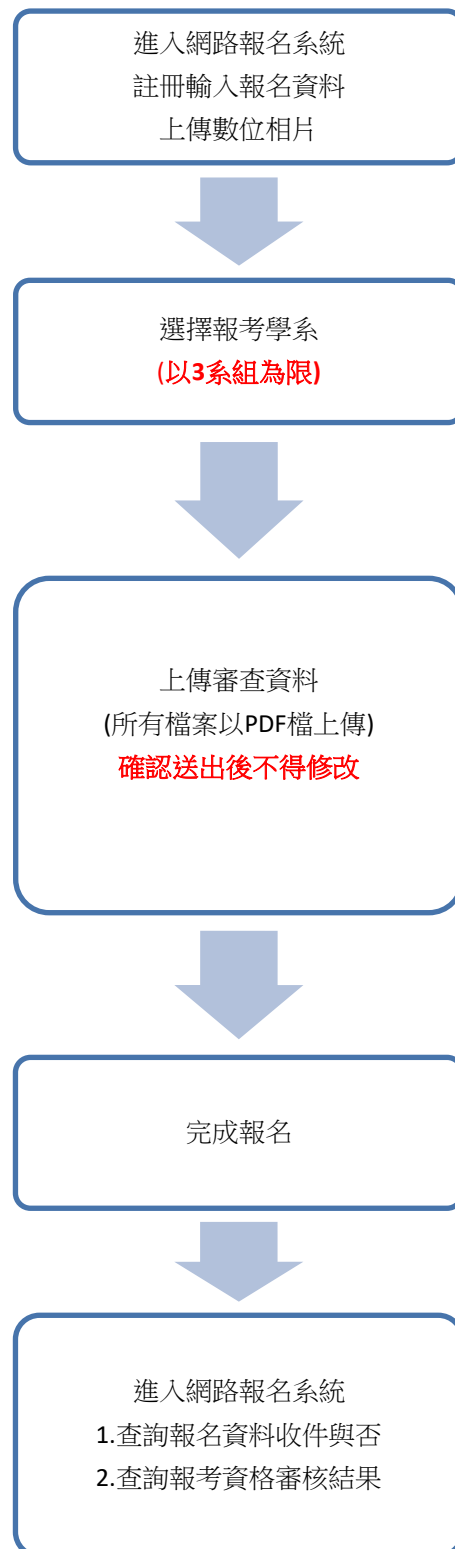 進入網路報名系統
註冊輸入報名資料
上傳數位相片
選擇報考學系
(以3系組為限)
上傳審查資料
(所有檔案以PDF檔上傳)
確認送出後不得修改
完成報名
進入網路報名系統
1.查詢報名資料收件與否
2.查詢報考資格審核結果